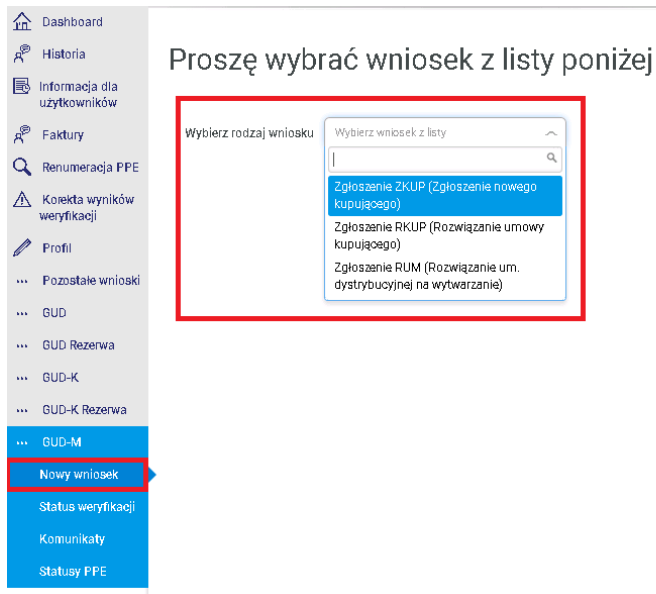 Dashboard
Historia
Informacja dla
użytkowników
Faktury
Renumeracja PPE
Korekta wyników
weryfikacji
Profil
Pozostałe wnioski
GUD
GUD Rezerwa
GUD-K
GUD-K Rezerwa
GUD-M
Nowy wniosek
Status weryfikacji
Komunikaty
Statusy PPE
Proszę wybrać wniosek z listy poniżej
Wybierz rodzaj wniosku
Wybierz wniosek z listy
Zgłoszenie ZKUP (Zgłoszenie nowego
kupującego)
Zgłoszenie RKUP (Rozwiązanie umowy
kupującego)
Zgłoszenie RUM (Rozwiązanie um.
dystrybucyjnej na wytwarzanie)